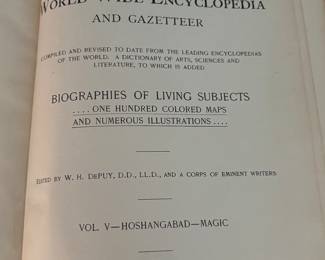 WORLD WIDE ENCYCLOPEDIA
AND GAZETTEER
COMPILED AND REVISED TO DATE FROM THE LEADING ENCYCLOPEDIAS
OF THE WORLD. A DICTIONARY OF ARTS, SCIENCES AND
LITERATURE, TO WHICH IS ADDED
BIOGRAPHIES OF LIVING SUBJECTS
....ONE HUNDRED COLORED MAPS
AND NUMEROUS ILLUSTRATIONS....
EDITED BY W. H. DEPUY, D.D., LL.D., AND A CORPS OF EMINENT WRITERS
VOL. V—HOSHANGABAD—MAGIC